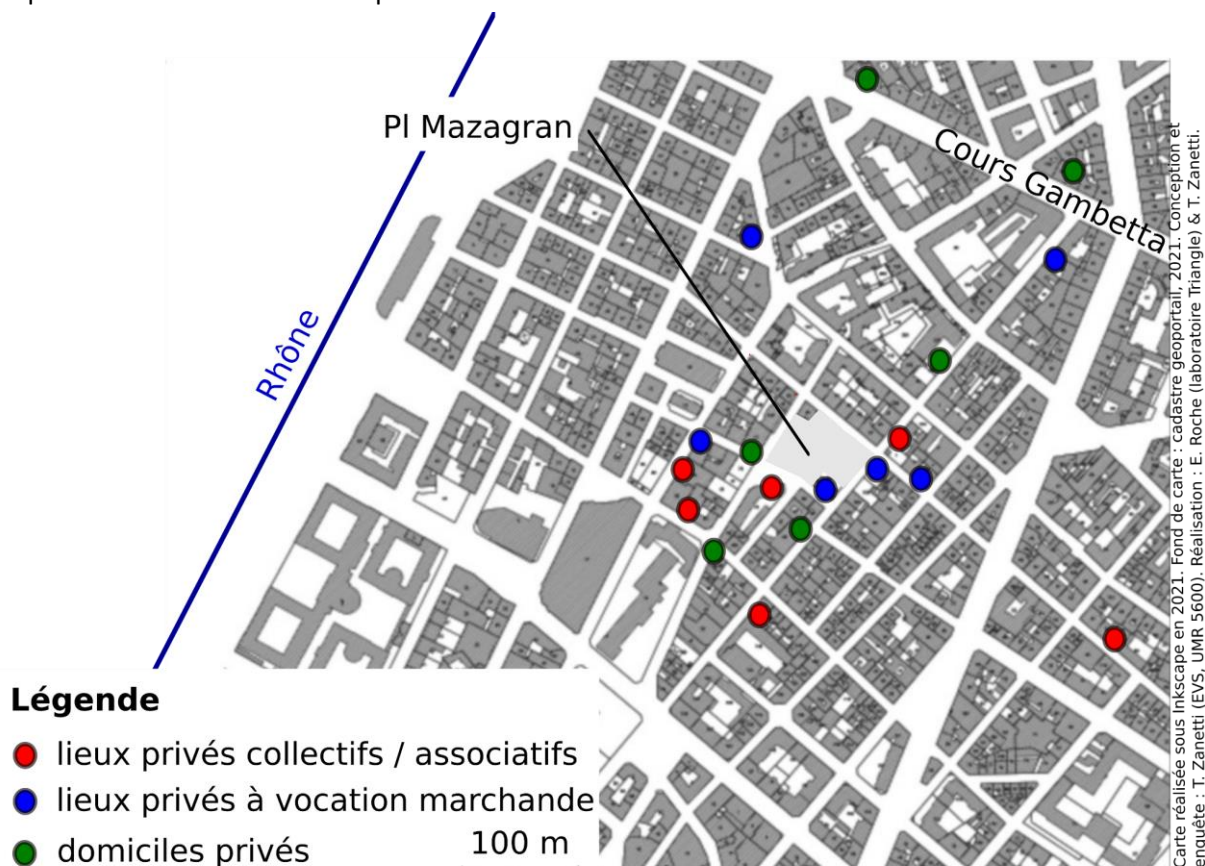 Pl Mazagran
Cours Gambetta
Rhône
Légende
lieux privés collectifs / associatifs
lieux privés à vocation marchande
domiciles privés
100 m
Carte réalisée sous Inkscape en 2021. Fond de carte : cadastre géoportail, 2021. Conception et
enquête : T. Zanetti (EVS, UMR 5600). Réalisation : E. Roche (laboratoire Triangle) & T. Zanetti.